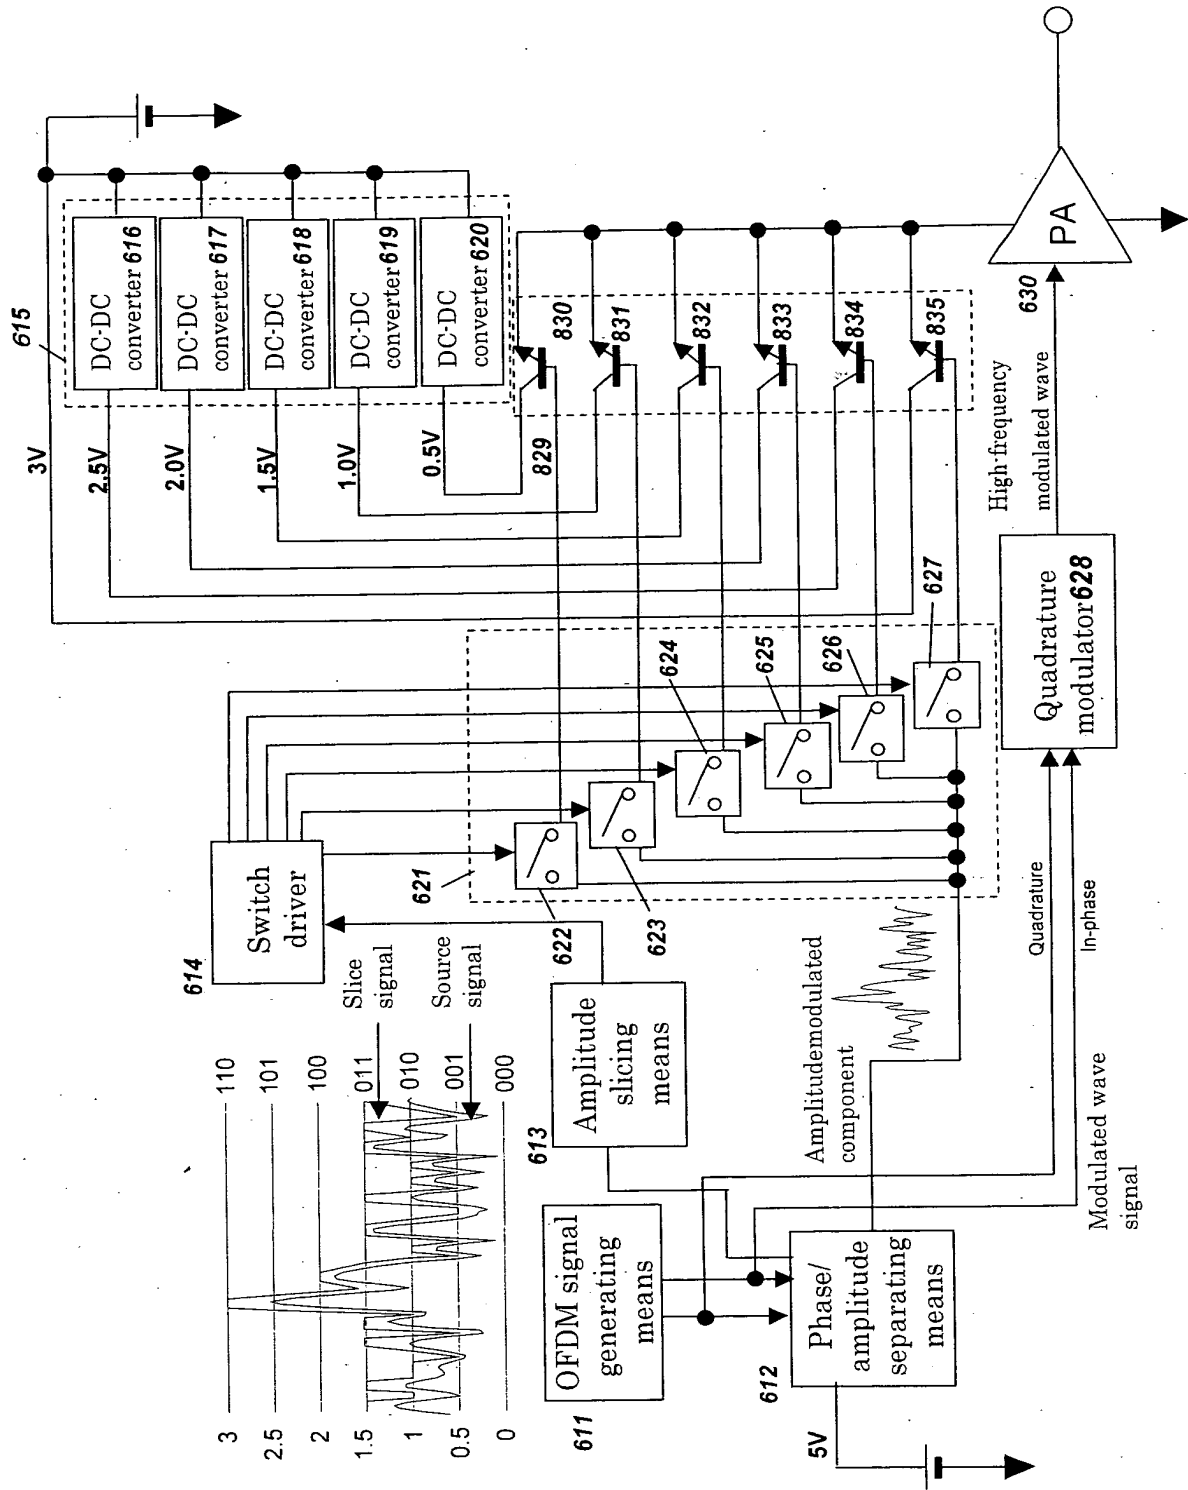 615
DC-DC
converter 616
DC-DC
converter 617
DC-DC
converter 618
DC-DC
converter 619
DC-DC
converter 620
3V
2.5V
2.0V
1.5V
1.0V
0.5V
829
830
831
832
833
834
835
PA
630
High-frequency
modulated wave
Quadrature
modulator 628
614
Switch
driver
621
622
623
624
625
626
627
Slice
signal
Source
signal
110
101
100
011
010
001
000
3
2.5
2
1.5
1
0.5
0
613
Amplitude
slicing
means
Amplitudemodulated
component
Quadrature
In-phase
Modulated wave
signal
611
OFDM signal
generating
means
612
Phase/
amplitude
separating
means
5V